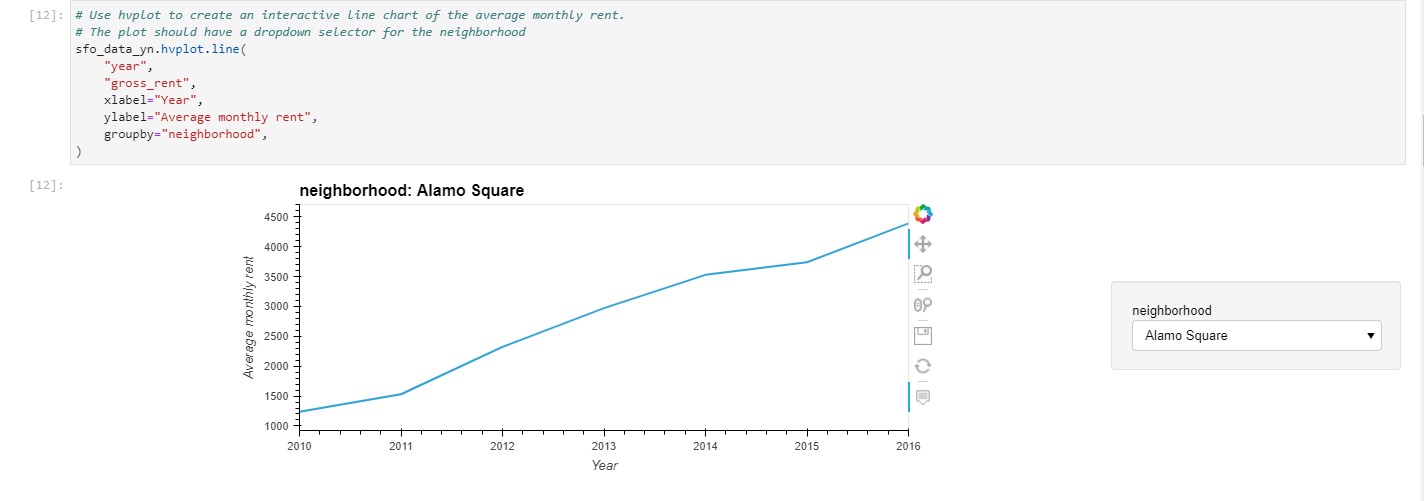 [12]:
# Use hvplot to create an interactive line chart of the average monthly rent.
# The plot should have a dropdown selector for the neighborhood
sfo_data_yn.hvplot.line(
    "year",
    "gross_rent",
    xlabel="Year",
    ylabel="Average monthly rent",
    groupby="neighborhood",
)
[12]:
neighborhood: Alamo Square
4500
4000
3500
3000
2500
2000
1500
1000
Average monthly rent
2010 2011 2012 2013 2014 2015 2016
Year
neighborhood
Alamo Square